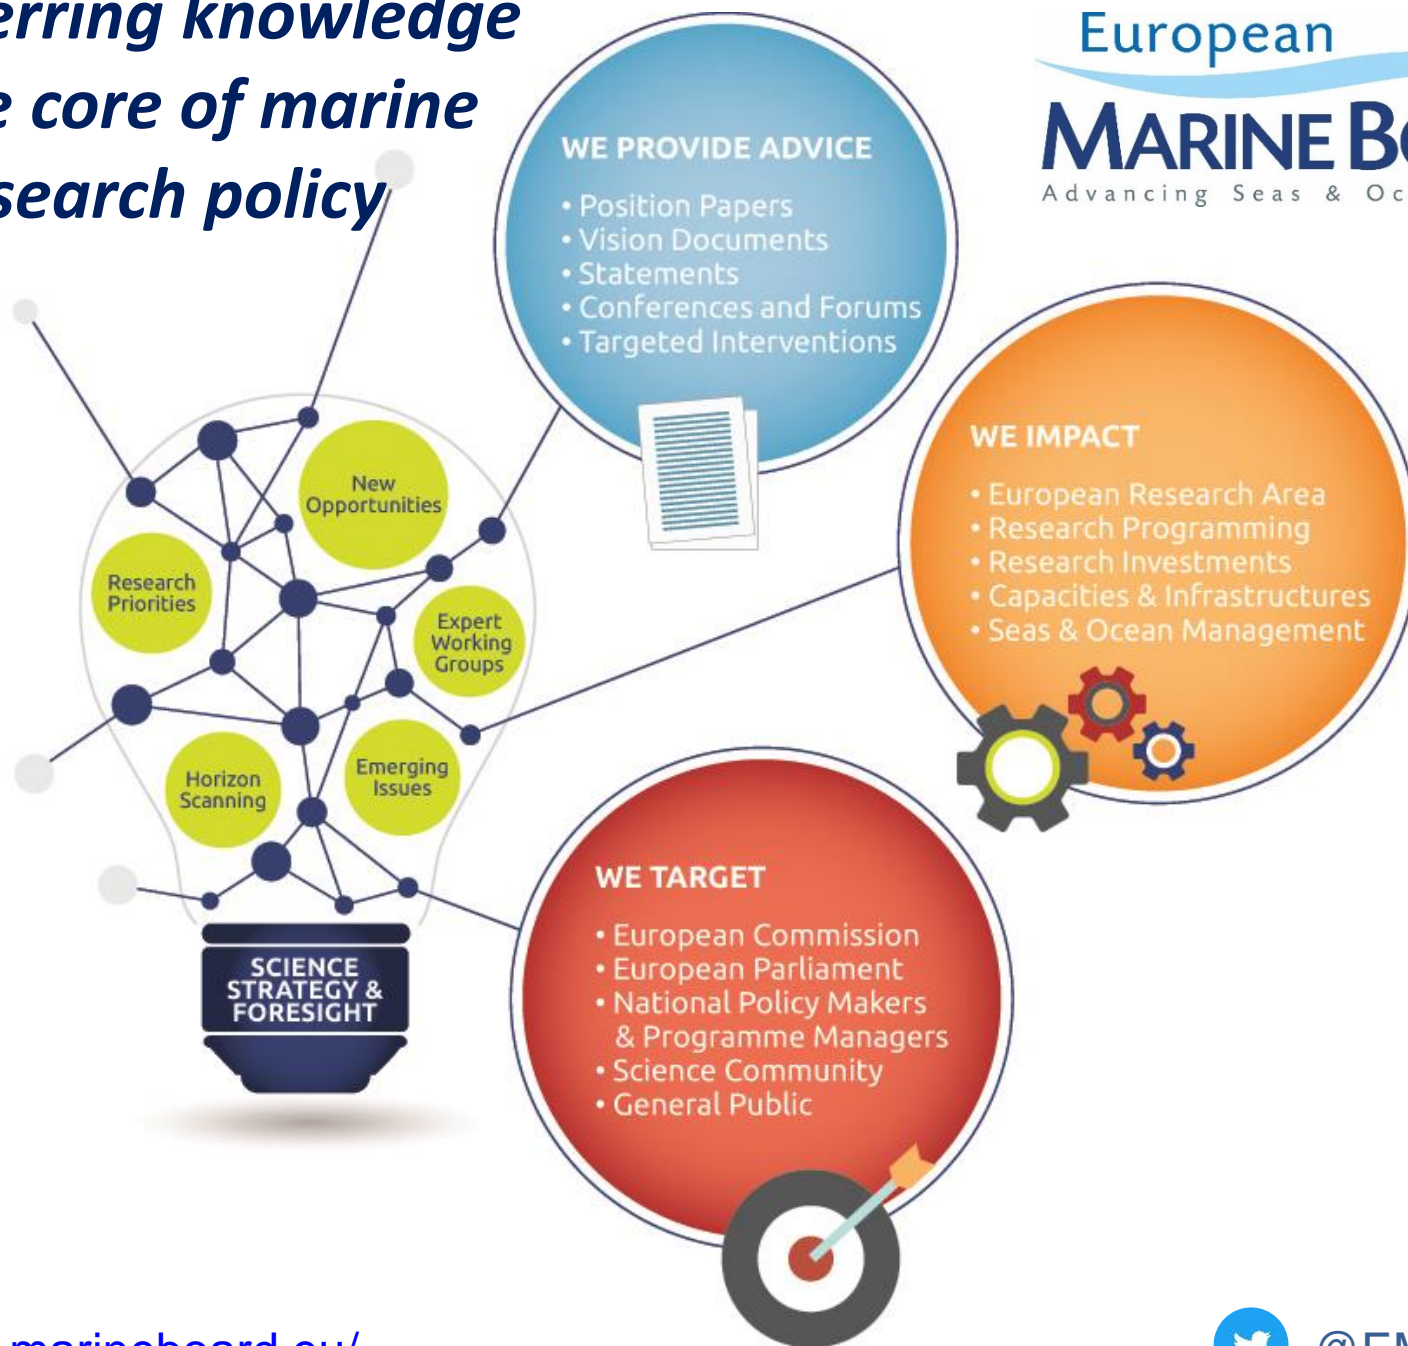 erring knowledge
e core of marine
search policy
European
MARINE BO
Advancing Seas & Oc
WE PROVIDE ADVICE
• Position Papers
• Vision Documents
• Statements
• Conferences and Forums
• Targeted Interventions
WE IMPACT
• European Research Area
• Research Programming
• Research Investments
• Capacities & Infrastructures
• Seas & Ocean Management
New
Opportunities
Research
Priorities
Expert
Working
Groups
Horizon
Scanning
Emerging
Issues
SCIENCE
STRATEGY &
FORESIGHT
WE TARGET
• European Commission
• European Parliament
• National Policy Makers
& Programme Managers
• Science Community
• General Public
marineboard.eu/
@EM